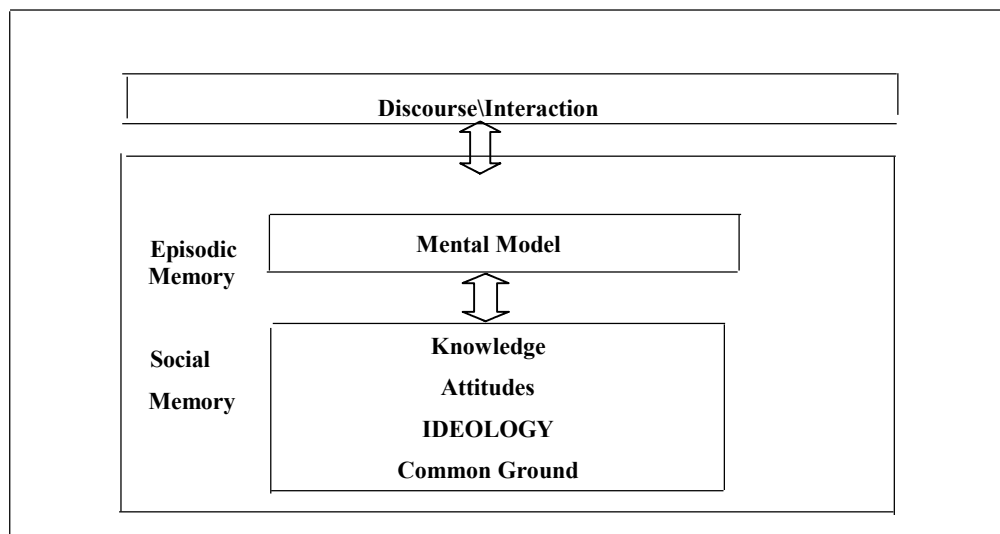 Discourse\Interaction
Mental Model
Episodic
Memory
Knowledge
Social
Attitudes
Memory
IDEOLOGY
Common Ground